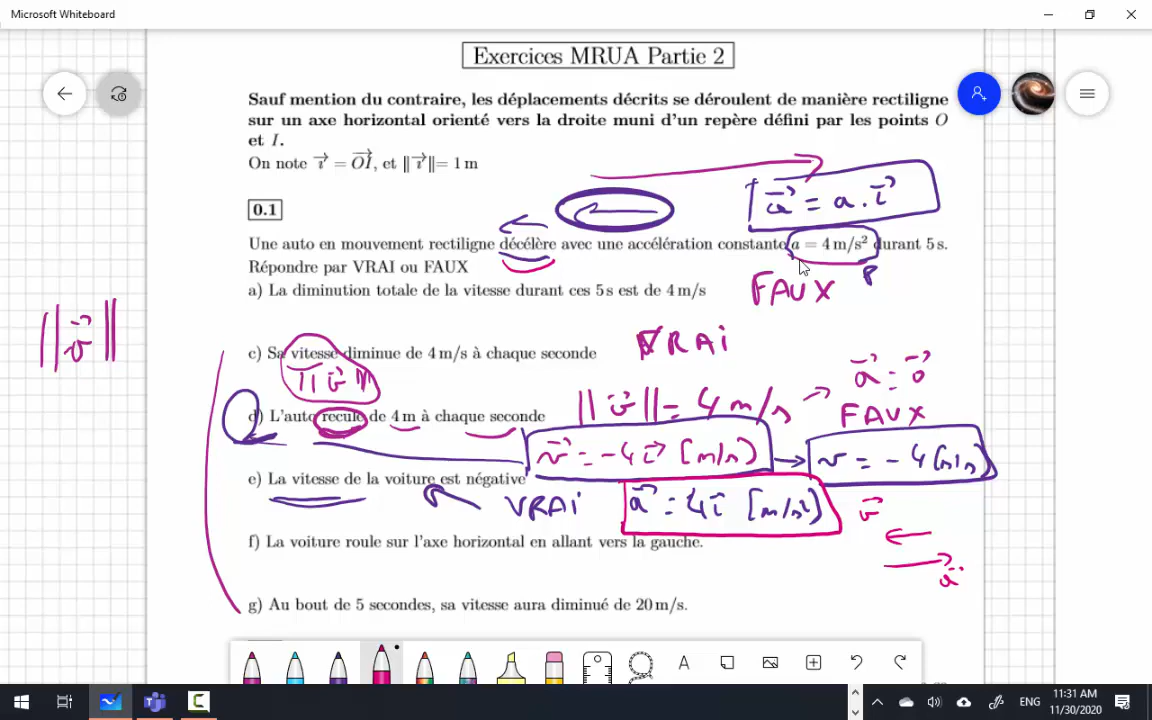 Microsoft Whiteboard
Exercices MRUA Partie 2
Sauf mention du contraire, les déplacements décrits se déroulent de manière rectiligne
sur un axe horizontal orienté vers la droite muni d'un repère défini par les points O
et I.
On note ı⃗ = OI⃗, et ||ı⃗||= 1 m
a⃗ = a . i⃗
0.1
Une auto en mouvement rectiligne décélère avec une accélération constante a = 4 m/s² durant 5 s.
Répondre par VRAI ou FAUX
a) La diminution totale de la vitesse durant ces 5 s est de 4 m/s
FAUX
||v⃗||
c) Sa vitesse diminue de 4 m/s à chaque seconde
VRAi
||v⃗||
a⃗ = 0⃗
d) L'auto recule de 4 m à chaque seconde
||v⃗|| = 4 m/s
FAUX
v⃗ = -4 i⃗ [m/s]
v = -4 [m/s]
e) La vitesse de la voiture est négative
VRAi
a⃗ = 4 i⃗ [m/s²]
v⃗
f) La voiture roule sur l'axe horizontal en allant vers la gauche.
a⃗
g) Au bout de 5 secondes, sa vitesse aura diminué de 20 m/s.
ENG
11:31 AM
11/30/2020